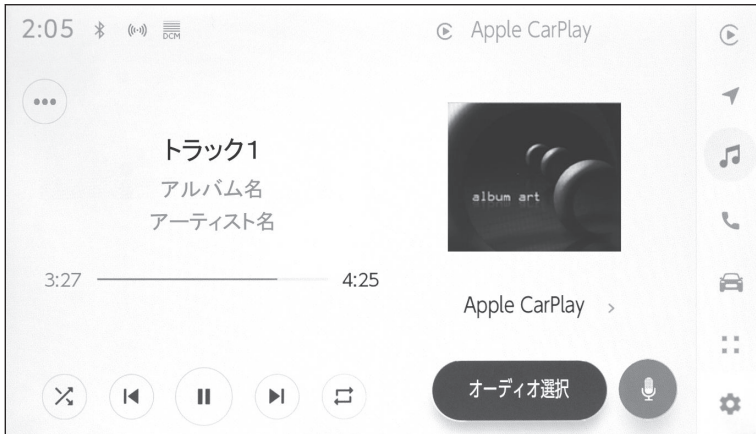 2:05
DCM
Apple CarPlay
トラック1
アルバム名
アーティスト名
3:27
4:25
album art
Apple CarPlay
オーディオ選択